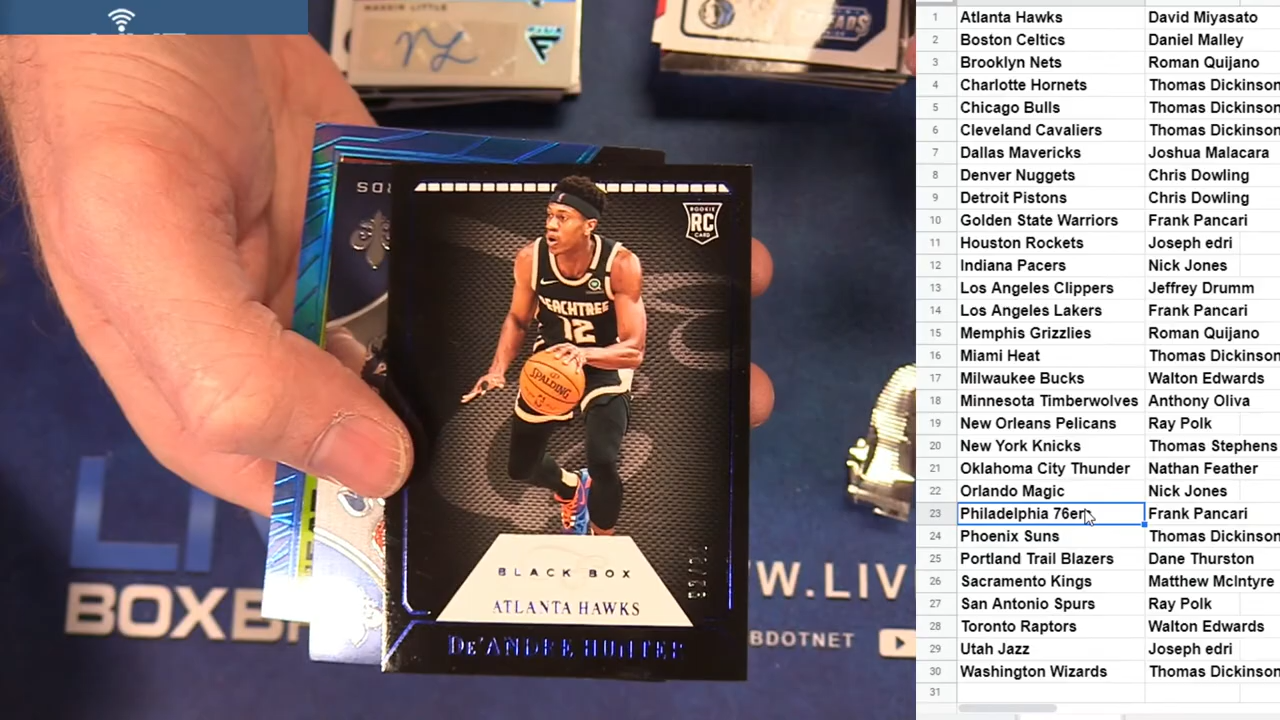 NL
ROOKIE
RC
CARD
PEACHTREE
12
SPALDING
BLACK BOX
ATLANTA HAWKS
DE'ANDRE HUNTER
LIV
BOXB
W.LIV
BDOTNET
1 Atlanta Hawks David Miyasato
2 Boston Celtics Daniel Malley
3 Brooklyn Nets Roman Quijano
4 Charlotte Hornets Thomas Dickinson
5 Chicago Bulls Thomas Dickinson
6 Cleveland Cavaliers Thomas Dickinson
7 Dallas Mavericks Joshua Malacara
8 Denver Nuggets Chris Dowling
9 Detroit Pistons Chris Dowling
10 Golden State Warriors Frank Pancari
11 Houston Rockets Joseph edri
12 Indiana Pacers Nick Jones
13 Los Angeles Clippers Jeffrey Drumm
14 Los Angeles Lakers Frank Pancari
15 Memphis Grizzlies Roman Quijano
16 Miami Heat Thomas Dickinson
17 Milwaukee Bucks Walton Edwards
18 Minnesota Timberwolves Anthony Oliva
19 New Orleans Pelicans Ray Polk
20 New York Knicks Thomas Stephens
21 Oklahoma City Thunder Nathan Feather
22 Orlando Magic Nick Jones
23 Philadelphia 76ers Frank Pancari
24 Phoenix Suns Thomas Dickinson
25 Portland Trail Blazers Dane Thurston
26 Sacramento Kings Matthew McIntyre
27 San Antonio Spurs Ray Polk
28 Toronto Raptors Walton Edwards
29 Utah Jazz Joseph edri
30 Washington Wizards Thomas Dickinson
31